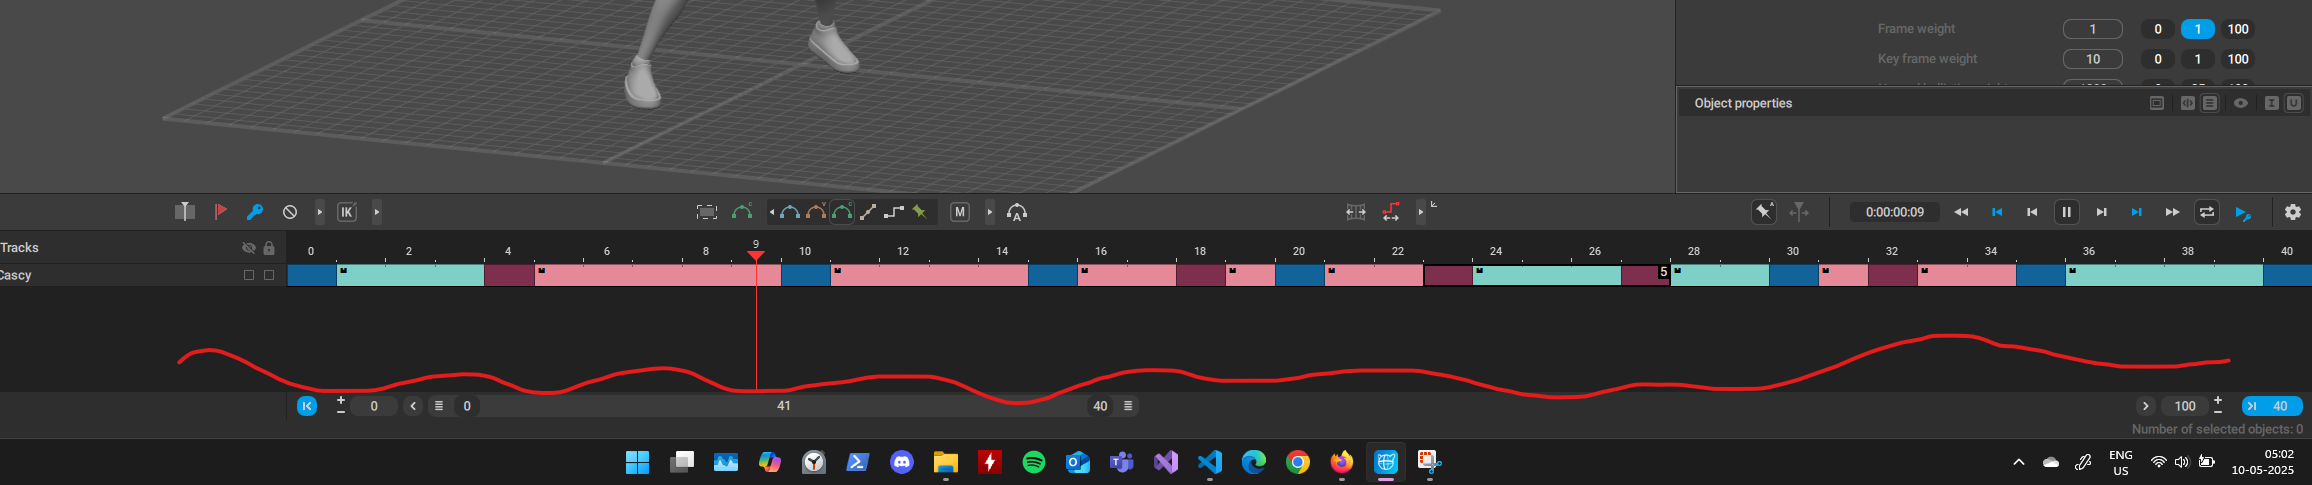 Frame weight 1 0 1 100
Key frame weight 10 0 1 100
Object properties
IK M A 0:00:00:09
Tracks 0 2 4 6 8 9 10 12 14 16 18 20 22 24 26 28 30 32 34 36 38 40
Cascy 5
0 0 41 40 100 40
Number of selected objects: 0
ENG
US
05:02
10-05-2025